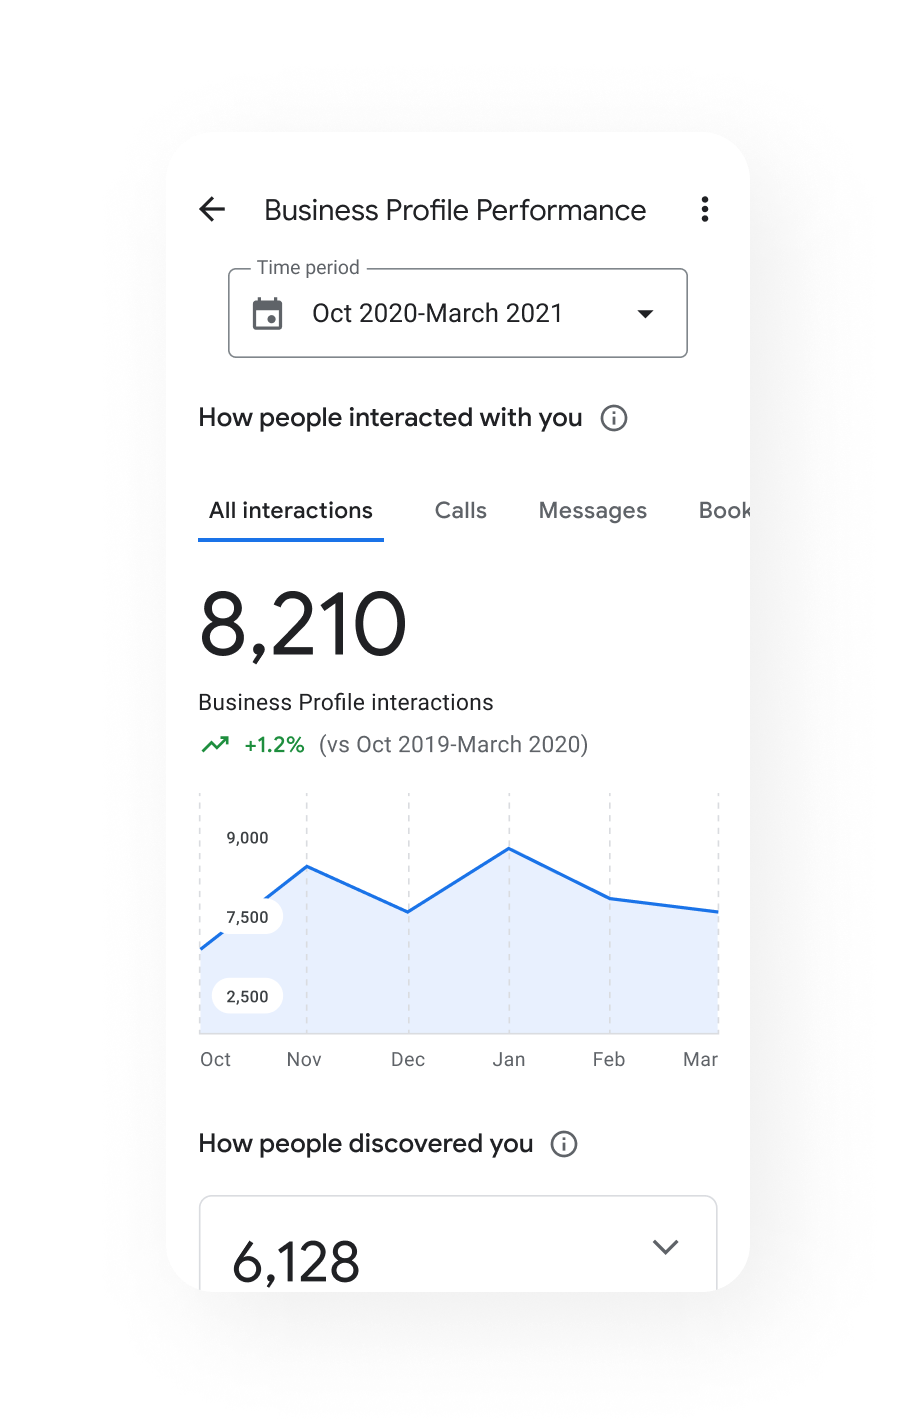 Business Profile Performance
Time period
Oct 2020-March 2021
How people interacted with you
All interactions Calls Messages Book
8,210
Business Profile interactions
+1.2% (vs Oct 2019-March 2020)
9,000
7,500
2,500
Oct Nov Dec Jan Feb Mar
How people discovered you
6,128